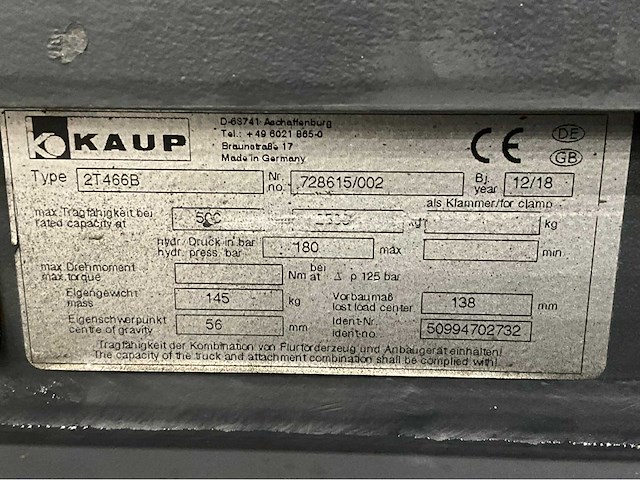 KAUP
D-63741 Aschaffenburg
Tel.: +49 6021 865-0
Braunstraße 17
Made in Germany
CE
DE
GB
Type 2T466B Nr. no. 728615/002 Bj. year 12/18
als Klammer/for clamp
max. Tragfähigkeit bei
rated capacity at 500 kg kg
hydr. Druck in bar
hydr. press. bar 180 max min
max. Drehmoment
max. torque Nm bei at Δ p 125 bar
Eigengewicht
mass 145 kg Vorbaumaß lost load center 138 mm
Eigenschwerpunkt
centre of gravity 56 mm Ident-Nr. ident-no. 50994702732
Tragfähigkeit der Kombination von Flurförderzeug und Anbaugerät einhalten!
The capacity of the truck and attachment combination shall be complied with!